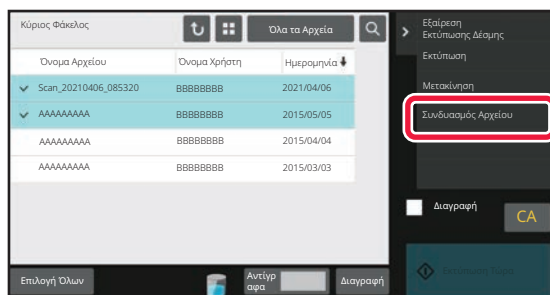 Κύριος Φάκελος
Όλα τα Αρχεία
Όνομα Αρχείου Όνομα Χρήστη Ημερομηνία
Scan_20210406_085320 BBBBBBBB 2021/04/06
AAAAAAAAA BBBBBBBB 2015/05/05
AAAAAAAAA BBBBBBBB 2015/04/04
AAAAAAAAA BBBBBBBB 2015/03/03
Επιλογή Όλων
Αντίγρ
αφα
Διαγραφή
Εξαίρεση
Εκτύπωσης Δέσμης
Εκτύπωση
Μετακίνηση
Συνδυασμός Αρχείου
Διαγραφή
CA
Εκτύπωση Τώρα